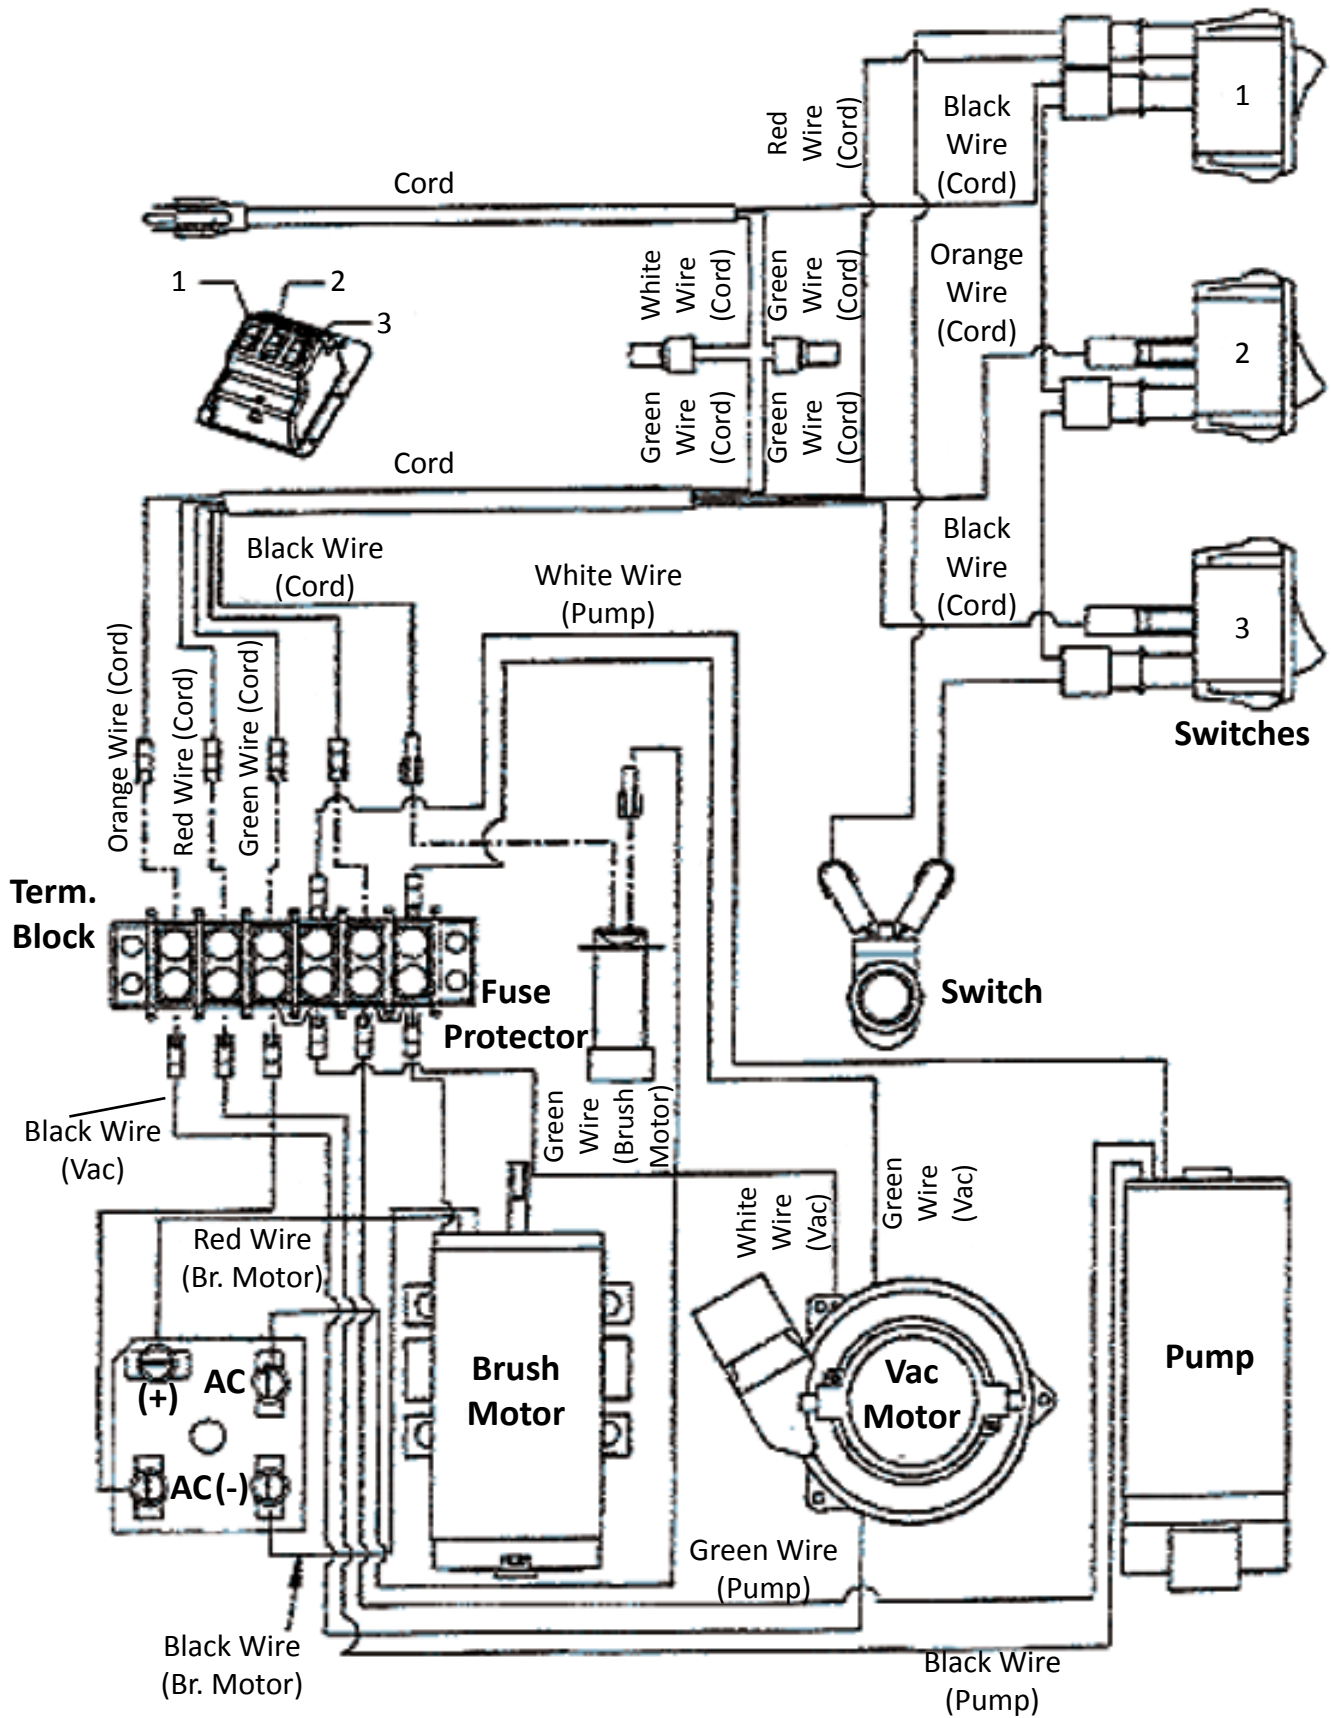 1
Red
Wire
(Cord)
Black
Wire
(Cord)
Cord
1
2
3
White
Wire
(Cord)
Green
Wire
(Cord)
Orange
Wire
(Cord)
2
Green
Wire
(Cord)
Green
Wire
(Cord)
Cord
Black Wire
(Cord)
White Wire
(Pump)
Black
Wire
(Cord)
3
Switches
Orange Wire (Cord)
Red Wire (Cord)
Green Wire (Cord)
Term.
Block
Fuse
Protector
Switch
Black Wire
(Vac)
Green
Wire
(Brush
Motor)
White
Wire
(Vac)
Green
Wire
(Vac)
Red Wire
(Br. Motor)
(+)
AC
AC
(-)
Brush
Motor
Vac
Motor
Pump
Green Wire
(Pump)
Black Wire
(Br. Motor)
Black Wire
(Pump)